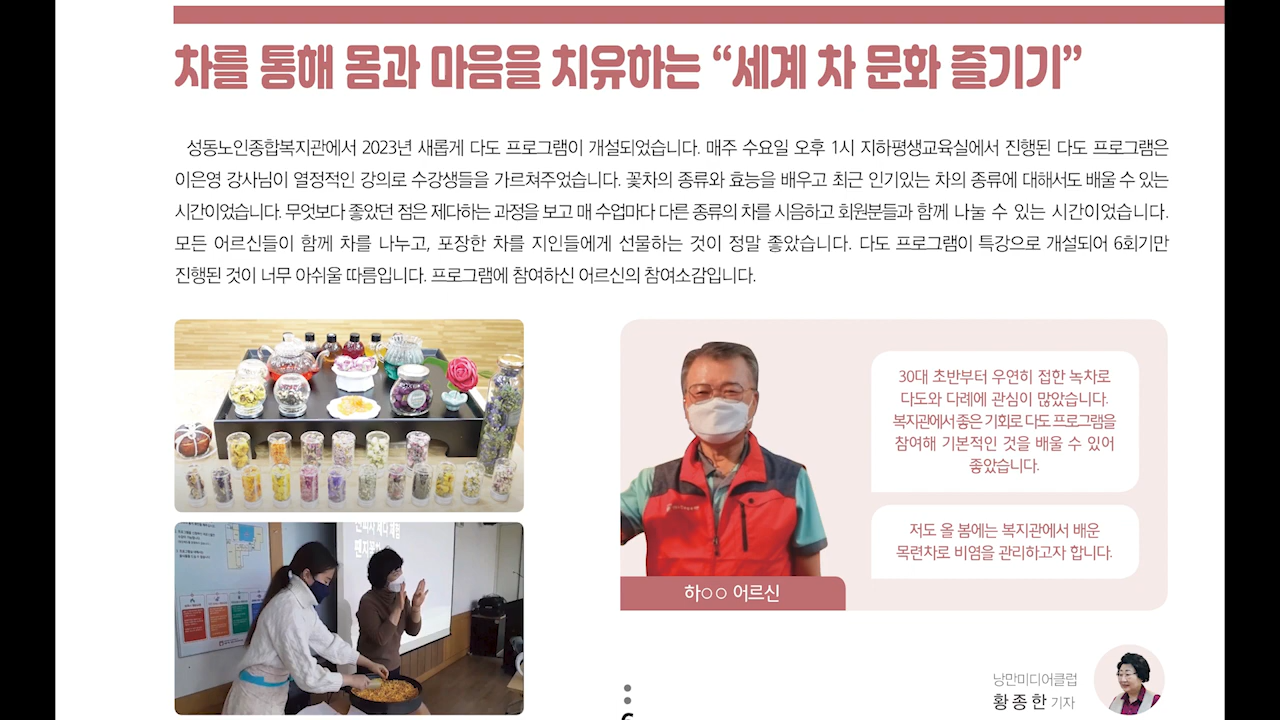 차를 통해 몸과 마음을 치유하는 “세계 차 문화 즐기기”
성동노인종합복지관에서 2023년 새롭게 다도 프로그램이 개설되었습니다. 매주 수요일 오후 1시 지하평생교육실에서 진행된 다도 프로그램은
이은영 강사님이 열정적인 강의로 수강생들을 가르쳐주었습니다. 꽃차의 종류와 효능을 배우고 최근 인기있는 차의 종류에 대해서도 배울 수 있는
시간이었습니다. 무엇보다 좋았던 점은 제다하는 과정을 보고 매 수업마다 다른 종류의 차를 시음하고 회원분들과 함께 나눌 수 있는 시간이었습니다.
모든 어르신들이 함께 차를 나누고, 포장한 차를 지인들에게 선물하는 것이 정말 좋았습니다. 다도 프로그램이 특강으로 개설되어 6회기만
진행된 것이 너무 아쉬울 따름입니다. 프로그램에 참여하신 어르신의 참여소감입니다.
30대 초반부터 우연히 접한 녹차로
다도와 다례에 관심이 많았습니다.
복지관에서 좋은 기회로 다도 프로그램을
참여해 기본적인 것을 배울 수 있어
좋았습니다.
저도 올 봄에는 복지관에서 배운
목련차로 비염을 관리하고자 합니다.
하○○ 어르신
낭만미디어클럽
황종한 기자